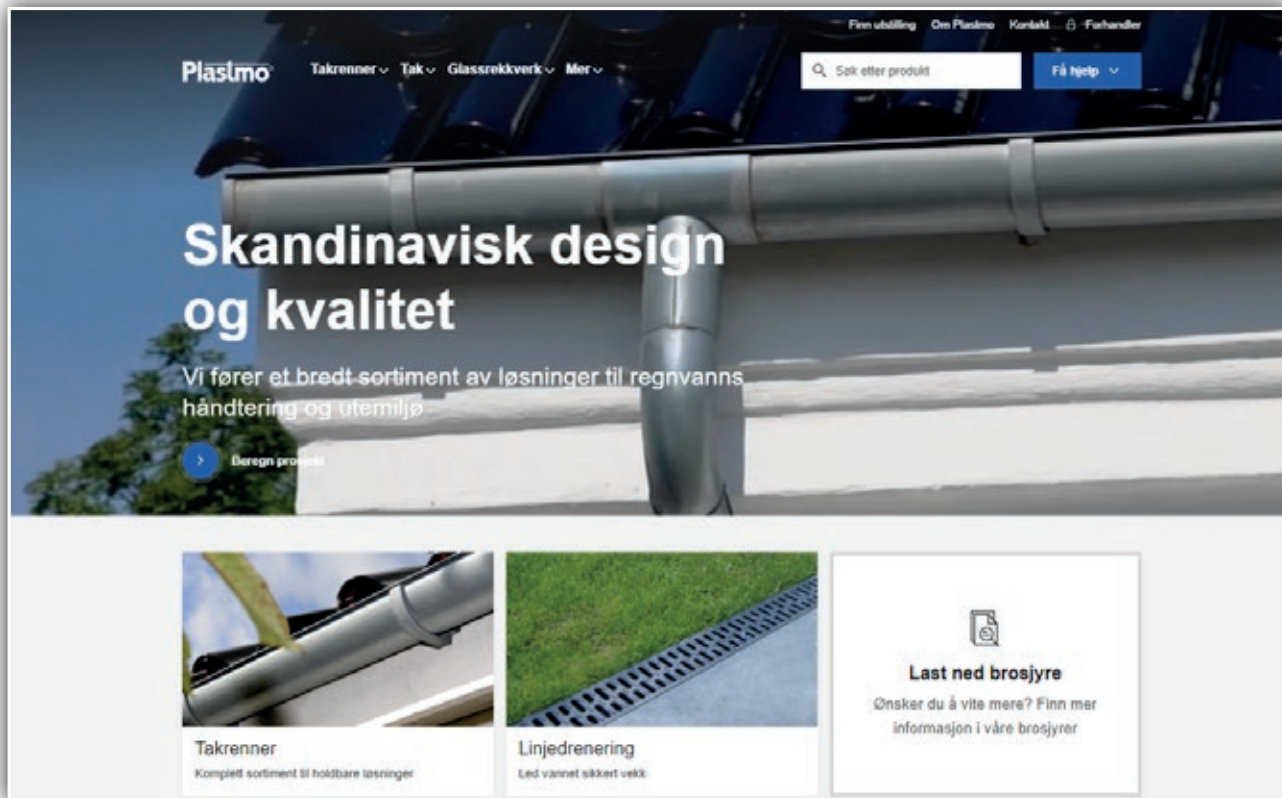 Finn utstilling Om Plastmo Kontakt Forhandler
Plastmo Takrenner Tak Glassrekkverk Mer Søk etter produkt Få hjelp
Skandinavisk design
og kvalitet
Vi fører et bredt sortiment av løsninger til regnvanns
håndtering og utemiljø
Beregn prosjekt
Takrenner
Komplett sortiment til holdbare løsninger
Linjedrenering
Led vannet sikkert vekk
Last ned brosjyre
Ønsker du å vite mere? Finn mer
informasjon i våre brosjyrer